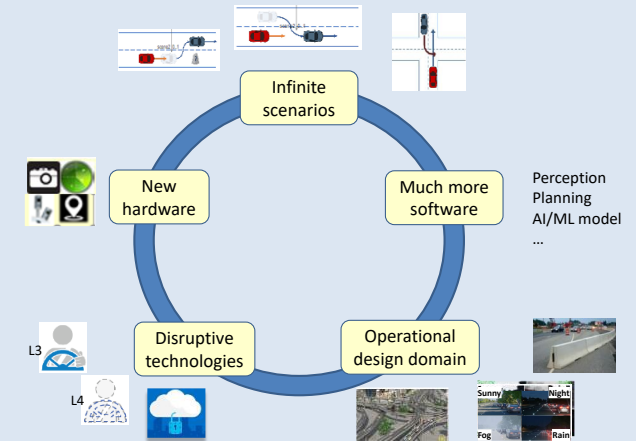 Infinite
scenarios
New
hardware
Much more
software
Perception
Planning
AI/ML model
...
L3
Disruptive
technologies
Operational
design domain
L4
Sunny
Night
Fog
Rain